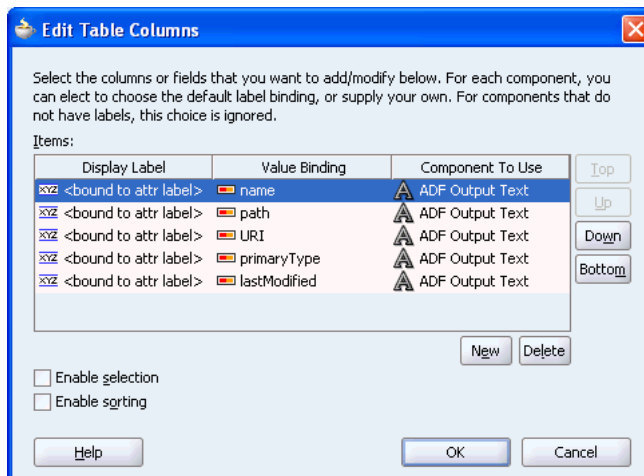 Edit Table Columns
Select the columns or fields that you want to add/modify below. For each component, you
can elect to choose the default label binding, or supply your own. For components that do
not have labels, this choice is ignored.
Items:
Display Label Value Binding Component To Use
XYZ <bound to attr label> name A ADF Output Text
XYZ <bound to attr label> path A ADF Output Text
XYZ <bound to attr label> URI A ADF Output Text
XYZ <bound to attr label> primaryType A ADF Output Text
XYZ <bound to attr label> lastModified A ADF Output Text
Top
Up
Down
Bottom
New Delete
Enable selection
Enable sorting
Help OK Cancel